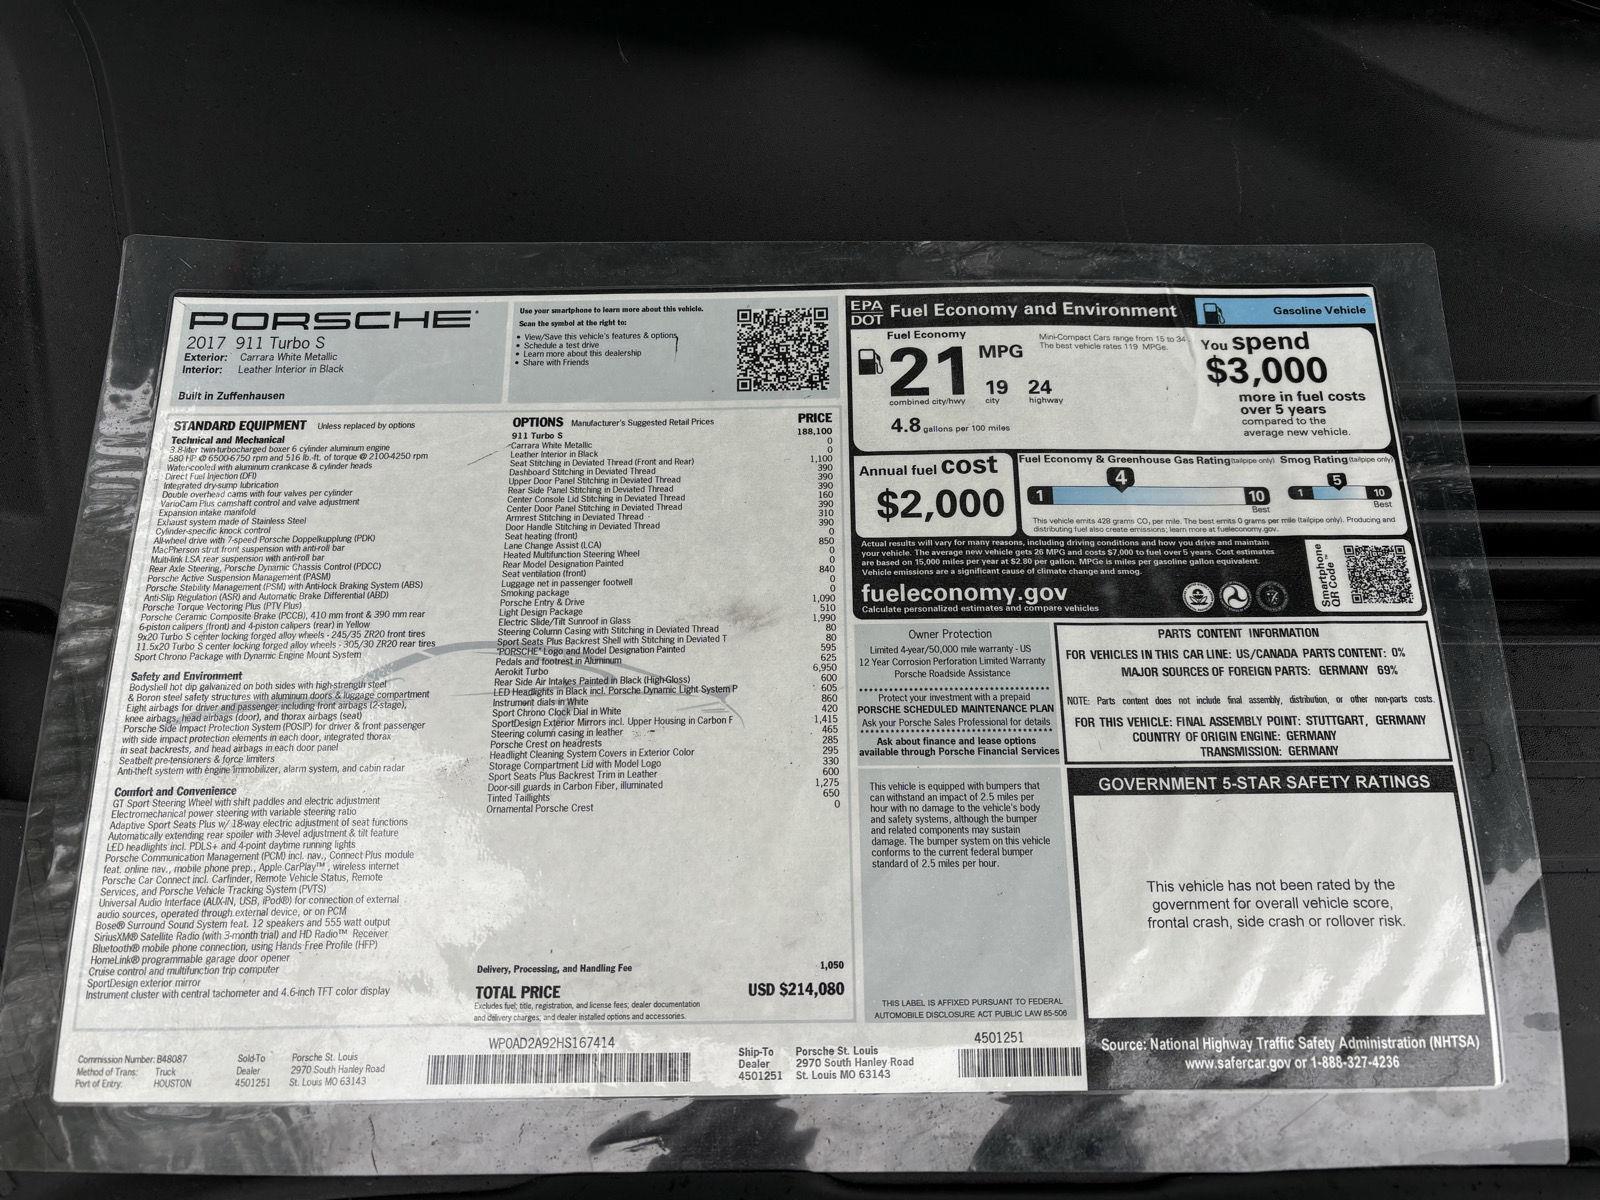 PORSCHE
2017 911 Turbo S
Exterior: Carrara White Metallic
Interior: Leather Interior in Black
Built in Zuffenhausen
Use your smartphone to learn more about this vehicle.
Scan the symbol at the right to:
• View/Save this vehicle's features & options
• Schedule a test drive
• Learn more about this dealership
• Share with Friends
STANDARD EQUIPMENT Unless replaced by options
Technical and Mechanical
3.8-liter twin-turbocharged boxer 6 cylinder aluminum engine
580 HP @ 6500-6750 rpm and 516 lb.-ft. of torque @ 2100-4250 rpm
Water-cooled with aluminum crankcase & cylinder heads
Direct Fuel Injection (DFI)
Integrated dry-sump lubrication
Double overhead cams with four valves per cylinder
VarioCam Plus camshaft control and valve adjustment
Expansion intake manifold
Exhaust system made of Stainless Steel
Cylinder-specific knock control
All-wheel drive with 7-speed Porsche Doppelkupplung (PDK)
MacPherson strut front suspension with anti-roll bar
Multi-link LSA rear suspension with anti-roll bar
Rear Axle Steering, Porsche Dynamic Chassis Control (PDCC)
Porsche Active Suspension Management (PASM)
Porsche Stability Management (PSM) with Anti-lock Braking System (ABS)
Anti-Slip Regulation (ASR) and Automatic Brake Differential (ABD)
Porsche Torque Vectoring Plus (PTV Plus)
Porsche Ceramic Composite Brake (PCCB), 410 mm front & 390 mm rear
6-piston calipers (front) and 4-piston calipers (rear) in Yellow
9x20 Turbo S center locking forged alloy wheels - 245/35 ZR20 front tires
11.5x20 Turbo S center locking forged alloy wheels - 305/30 ZR20 rear tires
Sport Chrono Package with Dynamic Engine Mount System
Safety and Environment
Bodyshell hot dip galvanized on both sides with high-strength steel
& Boron steel safety structures with aluminum doors & luggage compartment
Eight airbags for driver and passenger including front airbags (2-stage),
knee airbags, head airbags (door), and thorax airbags (seat)
Porsche Side Impact Protection System (POSIP) for driver & front passenger
with side impact protection elements in each door, integrated thorax
in seat backrests, and head airbags in each door panel
Seatbelt pre-tensioners & force limiters
Anti-theft system with engine immobilizer, alarm system, and cabin radar
Comfort and Convenience
GT Sport Steering Wheel with shift paddles and electric adjustment
Electromechanical power steering with variable steering ratio
Adaptive Sport Seats Plus w/ 18-way electric adjustment of seat functions
Automatically extending rear spoiler with 3-level adjustment & tilt feature
LED headlights incl. PDLS+ and 4-point daytime running lights
Porsche Communication Management (PCM) incl. nav., Connect Plus module
feat. online nav., mobile phone prep., Apple CarPlay™, wireless internet
Porsche Car Connect incl. Carfinder, Remote Vehicle Status, Remote
Services, and Porsche Vehicle Tracking System (PVTS)
Universal Audio Interface (AUX-IN, USB, iPod®) for connection of external
audio sources, operated through external device, or on PCM
Bose® Surround Sound System feat. 12 speakers and 555 watt output
SiriusXM® Satellite Radio (with 3-month trial) and HD Radio™ Receiver
Bluetooth® mobile phone connection, using Hands Free Profile (HFP)
HomeLink® programmable garage door opener
Cruise control and multifunction trip computer
SportDesign exterior mirror
Instrument cluster with central tachometer and 4.6-inch TFT color display
OPTIONS Manufacturer's Suggested Retail Prices PRICE
911 Turbo S 188,100
Carrara White Metallic 0
Leather Interior in Black 0
Seat Stitching in Deviated Thread (Front and Rear) 1,100
Dashboard Stitching in Deviated Thread 390
Upper Door Panel Stitching in Deviated Thread 390
Rear Side Panel Stitching in Deviated Thread 390
Center Console Lid Stitching in Deviated Thread 160
Center Door Panel Stitching in Deviated Thread 390
Armrest Stitching in Deviated Thread 310
Door Handle Stitching in Deviated Thread 390
Seat heating (front) 0
Lane Change Assist (LCA) 850
Heated Multifunction Steering Wheel 0
Rear Model Designation Painted 0
Seat ventilation (front) 840
Luggage net in passenger footwell 0
Smoking package 0
Porsche Entry & Drive 1,090
Light Design Package 510
Electric Slide/Tilt Sunroof in Glass 1,990
Steering Column Casing with Stitching in Deviated Thread 80
Sport Seats Plus Backrest Shell with Stitching in Deviated T 80
"PORSCHE" Logo and Model Designation Painted 595
Pedals and footrest in Aluminum 625
Aerokit Turbo 6,950
Rear Side Air Intakes Painted in Black (High-Gloss) 600
LED Headlights in Black incl. Porsche Dynamic Light System P 605
Instrument dials in White 860
Sport Chrono Clock Dial in White 420
SportDesign Exterior Mirrors incl. Upper Housing in Carbon F 1,415
Steering column casing in leather 465
Porsche Crest on headrests 285
Headlight Cleaning System Covers in Exterior Color 295
Storage Compartment Lid with Model Logo 330
Sport Seats Plus Backrest Trim in Leather 600
Door-sill guards in Carbon Fiber, illuminated 1,275
Tinted Taillights 650
Ornamental Porsche Crest 0
Delivery, Processing, and Handling Fee 1,050
TOTAL PRICE USD $214,080
Excludes fuel, title, registration, and license fees; dealer documentation
and delivery charges, and dealer installed options and accessories.
Commission Number: B48087
Method of Trans: Truck
Port of Entry: HOUSTON
Sold-To Porsche St. Louis
Dealer 2970 South Hanley Road
4501251 St. Louis MO 63143
WP0AD2A92HS167414
Ship-To Porsche St. Louis
Dealer 2970 South Hanley Road
4501251 St. Louis MO 63143
4501251
EPA
DOT
Fuel Economy and Environment
Gasoline Vehicle
Fuel Economy
21 MPG
combined city/hwy
19 city
24 highway
4.8 gallons per 100 miles
Mini-Compact Cars range from 15 to 34.
The best vehicle rates 119 MPGe.
You spend
$3,000
more in fuel costs
over 5 years
compared to the
average new vehicle.
Annual fuel cost
$2,000
Fuel Economy & Greenhouse Gas Rating (tailpipe only)
4
1 10
Best
Smog Rating (tailpipe only)
5
1 10
Best
This vehicle emits 428 grams CO₂ per mile. The best emits 0 grams per mile (tailpipe only). Producing and
distributing fuel also create emissions; learn more at fueleconomy.gov.
Actual results will vary for many reasons, including driving conditions and how you drive and maintain
your vehicle. The average new vehicle gets 26 MPG and costs $7,000 to fuel over 5 years. Cost estimates
are based on 15,000 miles per year at $2.80 per gallon. MPGe is miles per gasoline gallon equivalent.
Vehicle emissions are a significant cause of climate change and smog.
fueleconomy.gov
Calculate personalized estimates and compare vehicles
Smartphone
QR Code™
Owner Protection
Limited 4-year/50,000 mile warranty - US
12 Year Corrosion Perforation Limited Warranty
Porsche Roadside Assistance
Protect your investment with a prepaid
PORSCHE SCHEDULED MAINTENANCE PLAN
Ask your Porsche Sales Professional for details
Ask about finance and lease options
available through Porsche Financial Services
This vehicle is equipped with bumpers that
can withstand an impact of 2.5 miles per
hour with no damage to the vehicle's body
and safety systems, although the bumper
and related components may sustain
damage. The bumper system on this vehicle
conforms to the current federal bumper
standard of 2.5 miles per hour.
THIS LABEL IS AFFIXED PURSUANT TO FEDERAL
AUTOMOBILE DISCLOSURE ACT PUBLIC LAW 85-506
PARTS CONTENT INFORMATION
FOR VEHICLES IN THIS CAR LINE: US/CANADA PARTS CONTENT: 0%
MAJOR SOURCES OF FOREIGN PARTS: GERMANY 69%
NOTE: Parts content does not include final assembly, distribution, or other non-parts costs.
FOR THIS VEHICLE: FINAL ASSEMBLY POINT: STUTTGART, GERMANY
COUNTRY OF ORIGIN ENGINE: GERMANY
TRANSMISSION: GERMANY
GOVERNMENT 5-STAR SAFETY RATINGS
This vehicle has not been rated by the
government for overall vehicle score,
frontal crash, side crash or rollover risk.
Source: National Highway Traffic Safety Administration (NHTSA)
www.safercar.gov or 1-888-327-4236